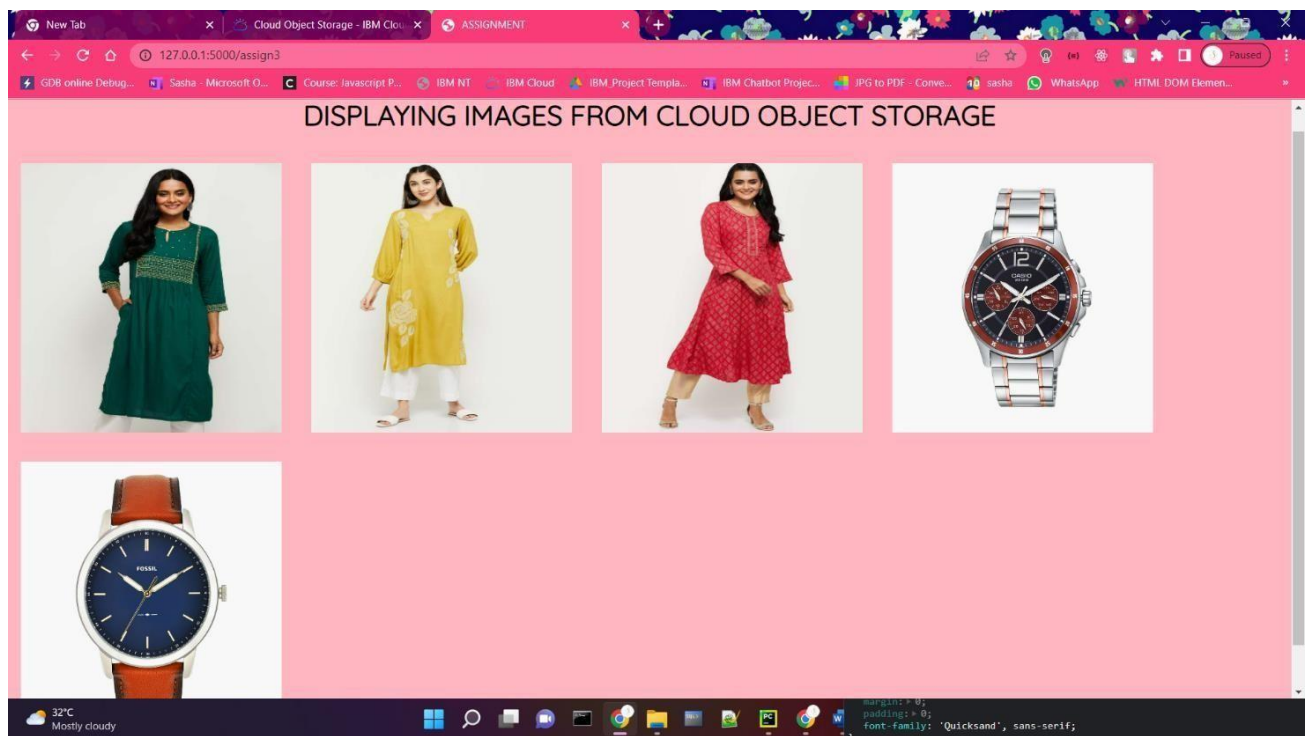 New Tab
Cloud Object Storage - IBM Clou
ASSIGNMENT
127.0.0.1:5000/assign3
Paused
GDB online Debug...
Sasha - Microsoft O...
Course: Javascript P...
IBM NT
IBM Cloud
IBM_Project Templa...
IBM Chatbot Projec...
JPG to PDF - Conve...
sasha
WhatsApp
HTML DOM Elemen...
»
DISPLAYING IMAGES FROM CLOUD OBJECT STORAGE
12
CASIO
FOSSIL
32°C
Mostly cloudy
margin: 0;
padding: 0;
font-family: 'Quicksand', sans-serif;